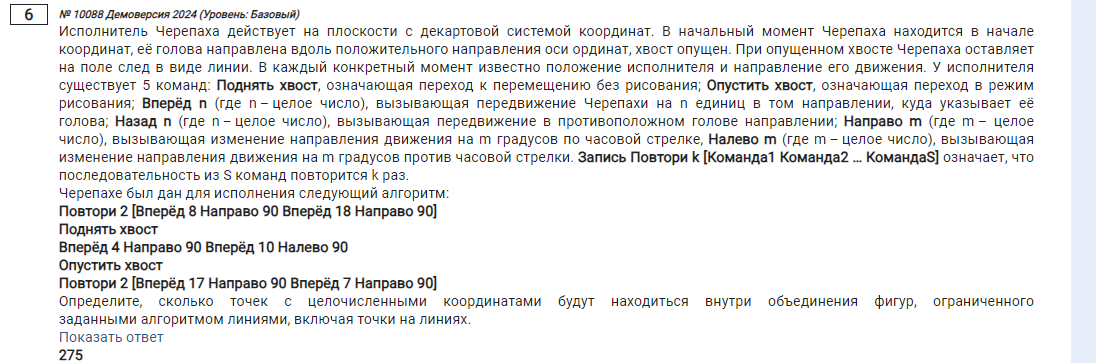 6
№ 10088 Демоверсия 2024 (Уровень: Базовый)
Исполнитель Черепаха действует на плоскости с декартовой системой координат. В начальный момент Черепаха находится в начале
координат, её голова направлена вдоль положительного направления оси ординат, хвост опущен. При опущенном хвосте Черепаха оставляет
на поле след в виде линии. В каждый конкретный момент известно положение исполнителя и направление его движения. У исполнителя
существует 5 команд: Поднять хвост, означающая переход к перемещению без рисования; Опустить хвост, означающая переход в режим
рисования; Вперёд n (где n – целое число), вызывающая передвижение Черепахи на n единиц в том направлении, куда указывает её
голова; Назад n (где n – целое число), вызывающая передвижение в противоположном голове направлении; Направо m (где m – целое
число), вызывающая изменение направления движения на m градусов по часовой стрелке, Налево m (где m – целое число), вызывающая
изменение направления движения на m градусов против часовой стрелки. Запись Повтори k [Команда1 Команда2 … КомандаS] означает, что
последовательность из S команд повторится k раз.
Черепахе был дан для исполнения следующий алгоритм:
Повтори 2 [Вперёд 8 Направо 90 Вперёд 18 Направо 90]
Поднять хвост
Вперёд 4 Направо 90 Вперёд 10 Налево 90
Опустить хвост
Повтори 2 [Вперёд 17 Направо 90 Вперёд 7 Направо 90]
Определите, сколько точек с целочисленными координатами будут находиться внутри объединения фигур, ограниченного
заданными алгоритмом линиями, включая точки на линиях.
Показать ответ
275